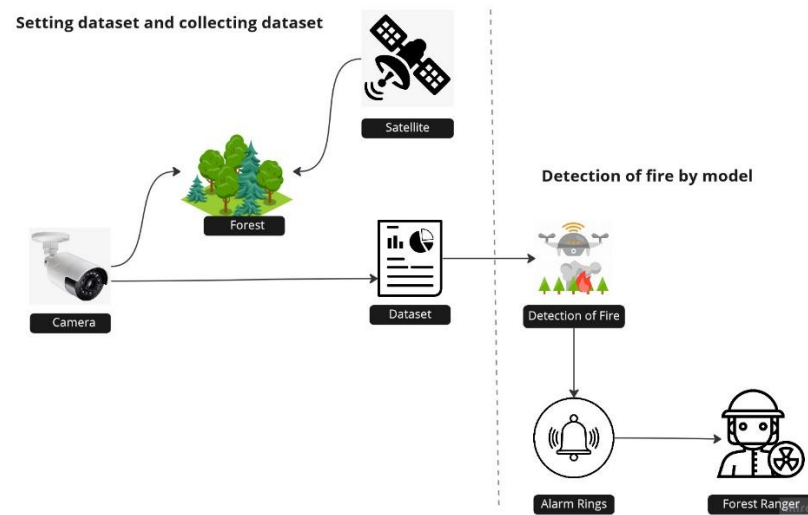 Setting dataset and collecting dataset
Satellite
Detection of fire by model
Forest
Camera
Dataset
Detection of Fire
Alarm Rings
Forest Ranger